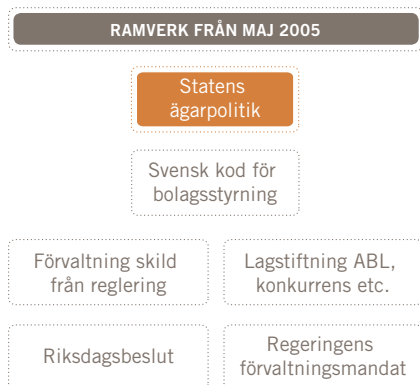 RAMVERK FRÅN MAJ 2005
Statens
ägarpolitik
Svensk kod för
bolagsstyrning
Förvaltning skild
från reglering
Lagstiftning ABL,
konkurrens etc.
Riksdagsbeslut
Regeringens
förvaltningsmandat